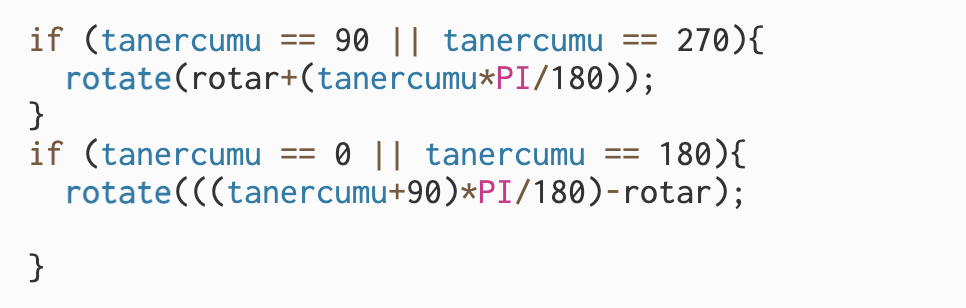 if (tanercumu == 90 || tanercumu == 270){
  rotate(rotar+(tanercumu*PI/180));
}
if (tanercumu == 0 || tanercumu == 180){
  rotate(((tanercumu+90)*PI/180)-rotar);

}